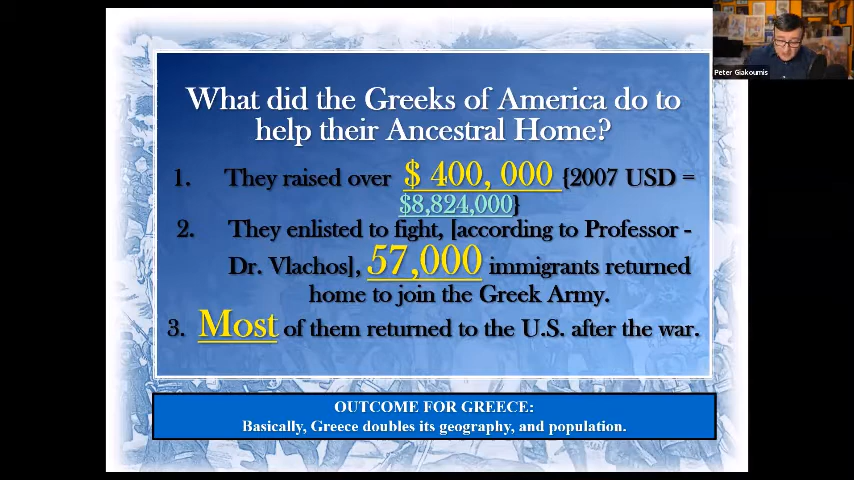 What did the Greeks of America do to
help their Ancestral Home?
1. They raised over $ 400, 000 {2007 USD =
$8,824,000}
2. They enlisted to fight, [according to Professor -
Dr. Vlachos], 57,000 immigrants returned
home to join the Greek Army.
3. Most of them returned to the U.S. after the war.
OUTCOME FOR GREECE:
Basically, Greece doubles its geography, and population.
Peter Giakoumis